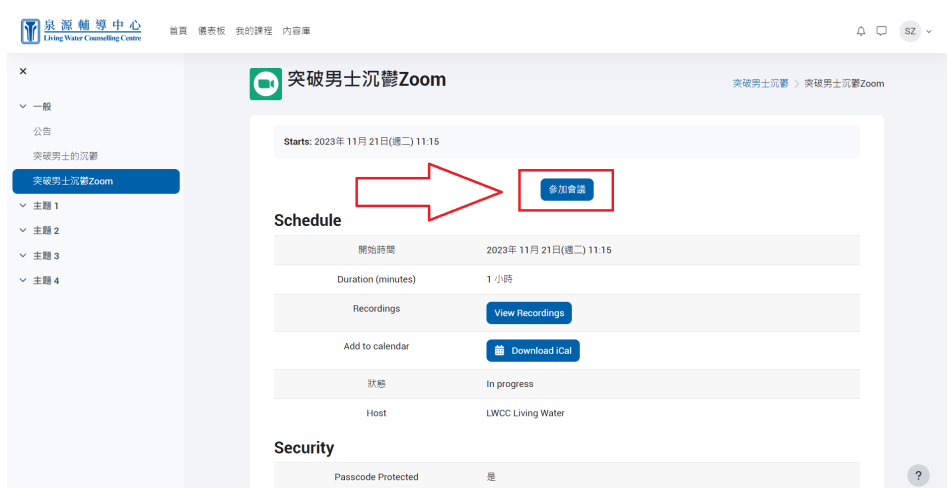 泉源輔導中心
Living Water Counselling Centre
首頁 儀表板 我的課程 內容庫
SZ
一般
公告
突破男士的沉鬱
突破男士沉鬱Zoom
主題 1
主題 2
主題 3
主題 4
突破男士沉鬱Zoom
突破男士沉鬱 > 突破男士沉鬱Zoom
Starts: 2023年 11月 21日(週二) 11:15
參加會議
Schedule
開始時間 2023年 11月 21日(週二) 11:15
Duration (minutes) 1 小時
Recordings View Recordings
Add to calendar Download iCal
狀態 In progress
Host LWCC Living Water
Security
Passcode Protected 是
?